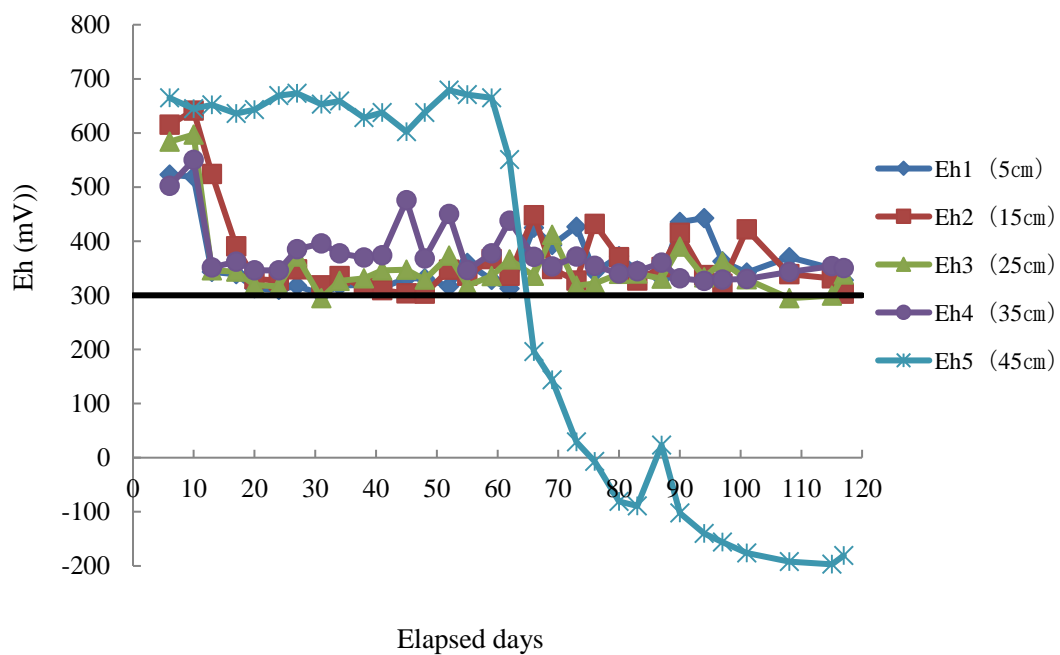 800
700
600
500
400
300
200
100
0
-100
-200
Eh (mV))
0 10 20 30 40 50 60 70 80 90 100 110 120
Elapsed days
Eh1 （5㎝）
Eh2 （15㎝）
Eh3 （25㎝）
Eh4 （35㎝）
Eh5 （45㎝）